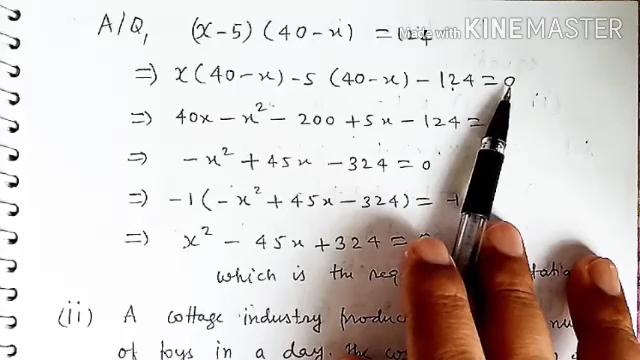 Made with KINEMASTER
A/Q, (x-5) (40-x) = 124
=) x(40-x) -5 (40-x) - 124 = 0
=) 40x - x² - 200 + 5x - 124 =
=) -x² + 45x - 324 = 0
=) -1(-x² + 45x - 324) =
=) x² - 45x + 324 =
which is the
(ii) A cottage industry
of toys in a day. The